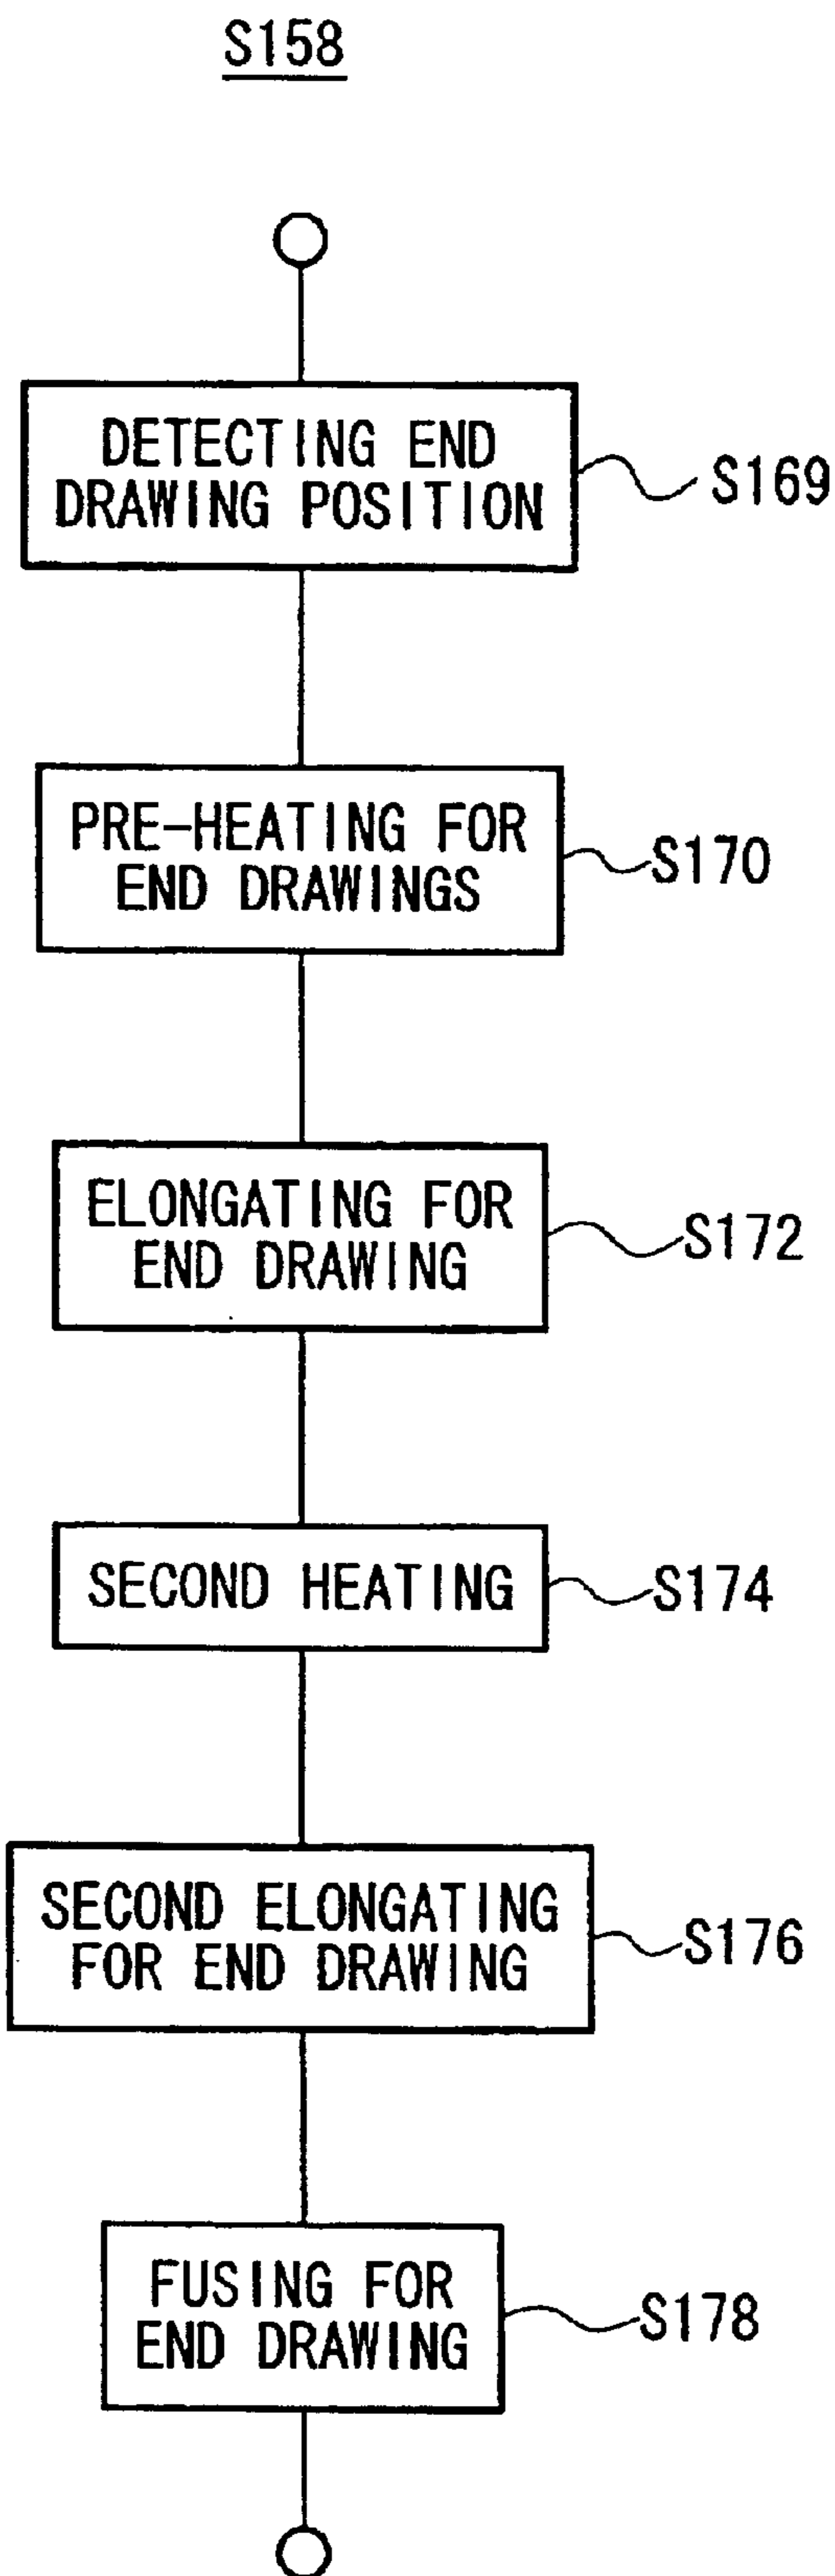 S158
DETECTING END
DRAWING POSITION
S169
PRE-HEATING FOR
END DRAWINGS
S170
ELONGATING FOR
END DRAWING
S172
SECOND HEATING
S174
SECOND ELONGATING
FOR END DRAWING
S176
FUSING FOR
END DRAWING
S178